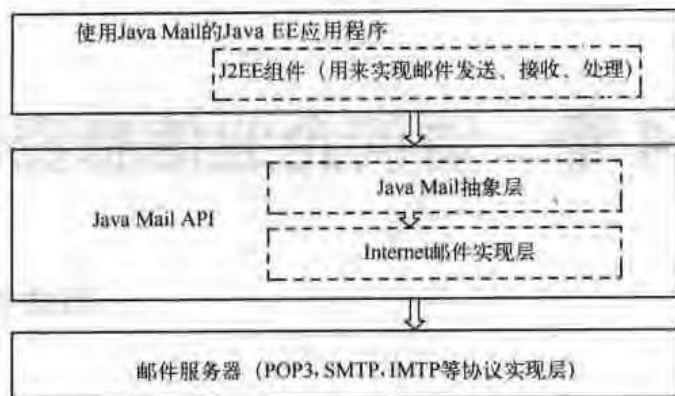 使用Java Mail的Java EE应用程序
J2EE组件（用来实现邮件发送、接收、处理）
Java Mail抽象层
Java Mail API
Internet邮件实现层
邮件服务器（POP3, SMTP, IMTP等协议实现层）